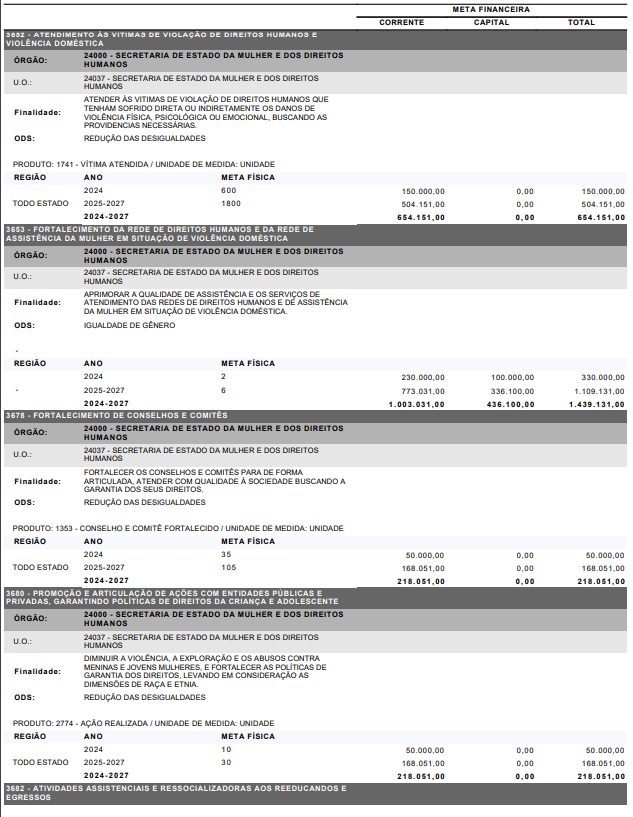 META FINANCEIRA
CORRENTE CAPITAL TOTAL
3692 - ATENDIMENTO ÀS VÍTIMAS DE VIOLAÇÃO DE DIREITOS HUMANOS E
VIOLÊNCIA DOMÉSTICA
ÓRGÃO: 24000 - SECRETARIA DE ESTADO DA MULHER E DOS DIREITOS
HUMANOS
U.O.: 24037 - SECRETARIA DE ESTADO DA MULHER E DOS DIREITOS
HUMANOS
Finalidade: ATENDER ÀS VITIMAS DE VIOLAÇÃO DE DIREITOS HUMANOS QUE
TENHAM SOFRIDO DIRETA OU INDIRETAMENTE OS DANOS DE
VIOLÊNCIA FÍSICA, PSICOLÓGICA OU EMOCIONAL, BUSCANDO AS
PROVIDENCIAS NECESSÁRIAS.
ODS: REDUÇÃO DAS DESIGUALDADES
PRODUTO: 1741 - VÍTIMA ATENDIDA / UNIDADE DE MEDIDA: UNIDADE
REGIÃO ANO META FÍSICA
2024 600 150.000,00 0,00 150.000,00
TODO ESTADO 2025-2027 1800 504.151,00 0,00 504.151,00
2024-2027 654.151,00 0,00 654.151,00
3653 - FORTALECIMENTO DA REDE DE DIREITOS HUMANOS E DA REDE DE
ASSISTÊNCIA DA MULHER EM SITUAÇÃO DE VIOLÊNCIA DOMÉSTICA
ÓRGÃO: 24000 - SECRETARIA DE ESTADO DA MULHER E DOS DIREITOS
HUMANOS
U.O.: 24037 - SECRETARIA DE ESTADO DA MULHER E DOS DIREITOS
HUMANOS
Finalidade: APRIMORAR A QUALIDADE DE ASSISTÊNCIA E OS SERVIÇOS DE
ATENDIMENTO DAS REDES DE DIREITOS HUMANOS E DE ASSISTÊNCIA
DA MULHER EM SITUAÇÃO DE VIOLÊNCIA DOMÉSTICA.
ODS: IGUALDADE DE GÊNERO
-
REGIÃO ANO META FÍSICA
2024 2 230.000,00 100.000,00 330.000,00
- 2025-2027 6 773.031,00 336.100,00 1.109.131,00
2024-2027 1.003.031,00 436.100,00 1.439.131,00
3678 - FORTALECIMENTO DE CONSELHOS E COMITÊS
ÓRGÃO: 24000 - SECRETARIA DE ESTADO DA MULHER E DOS DIREITOS
HUMANOS
U.O.: 24037 - SECRETARIA DE ESTADO DA MULHER E DOS DIREITOS
HUMANOS
Finalidade: FORTALECER OS CONSELHOS E COMITÊS PARA DE FORMA
ARTICULADA, ATENDER COM QUALIDADE À SOCIEDADE BUSCANDO A
GARANTIA DOS SEUS DIREITOS.
ODS: REDUÇÃO DAS DESIGUALDADES
PRODUTO: 1353 - CONSELHO E COMITÊ FORTALECIDO / UNIDADE DE MEDIDA: UNIDADE
REGIÃO ANO META FÍSICA
2024 35 50.000,00 0,00 50.000,00
TODO ESTADO 2025-2027 105 168.051,00 0,00 168.051,00
2024-2027 218.051,00 0,00 218.051,00
3680 - PROMOÇÃO E ARTICULAÇÃO DE AÇÕES COM ENTIDADES PÚBLICAS E
PRIVADAS, GARANTINDO POLÍTICAS DE DIREITOS DA CRIANÇA E ADOLESCENTE
ÓRGÃO: 24000 - SECRETARIA DE ESTADO DA MULHER E DOS DIREITOS
HUMANOS
U.O.: 24037 - SECRETARIA DE ESTADO DA MULHER E DOS DIREITOS
HUMANOS
Finalidade: DIMINUIR A VIOLÊNCIA, A EXPLORAÇÃO E OS ABUSOS CONTRA
MENINAS E JOVENS MULHERES, E FORTALECER AS POLÍTICAS DE
GARANTIA DOS DIREITOS, LEVANDO EM CONSIDERAÇÃO AS
DIMENSÕES DE RAÇA E ETNIA.
ODS: REDUÇÃO DAS DESIGUALDADES
PRODUTO: 2774 - AÇÃO REALIZADA / UNIDADE DE MEDIDA: UNIDADE
REGIÃO ANO META FÍSICA
2024 10 50.000,00 0,00 50.000,00
TODO ESTADO 2025-2027 30 168.051,00 0,00 168.051,00
2024-2027 218.051,00 0,00 218.051,00
3682 - ATIVIDADES ASSISTENCIAIS E RESSOCIALIZADORAS AOS REEDUCANDOS E
EGRESSOS